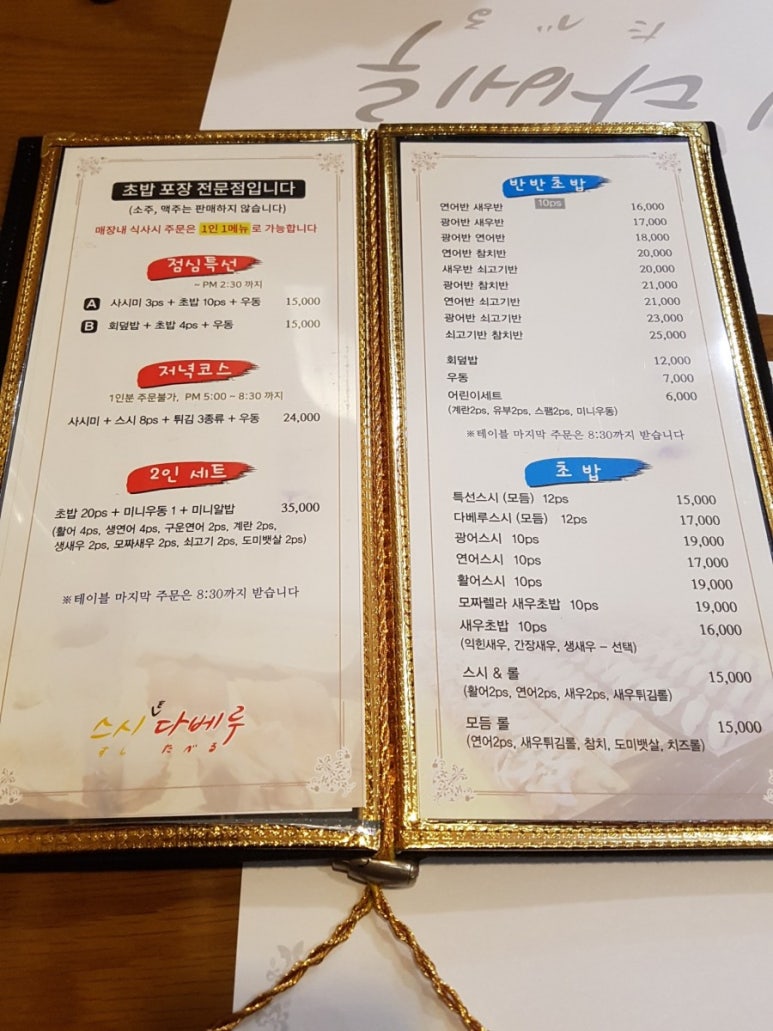 다베루
たべる
초밥 포장 전문점입니다
(소주, 맥주는 판매하지 않습니다)
매장내 식사시 주문은 1인 1메뉴로 가능합니다
점심특선
~ PM 2:30 까지
A 사시미 3ps + 초밥 10ps + 우동 15,000
B 회덮밥 + 초밥 4ps + 우동 15,000
저녁코스
1인분 주문불가, PM 5:00 ~ 8:30 까지
사시미 + 스시 8ps + 튀김 3종류 + 우동 24,000
2인 세트
초밥 20ps + 미니우동 1 + 미니알밥 35,000
(활어 4ps, 생연어 4ps, 구운연어 2ps, 계란 2ps,
생새우 2ps, 모짜새우 2ps, 쇠고기 2ps, 도미뱃살 2ps)
※테이블 마지막 주문은 8:30까지 받습니다
스시 다베루
すし たべる
반반초밥
10ps
연어반 새우반 16,000
광어반 새우반 17,000
광어반 연어반 18,000
연어반 참치반 20,000
새우반 쇠고기반 20,000
광어반 참치반 21,000
연어반 쇠고기반 21,000
광어반 쇠고기반 23,000
쇠고기반 참치반 25,000
회덮밥 12,000
우동 7,000
어린이세트 6,000
(계란2ps, 유부2ps, 스팸2ps, 미니우동)
※테이블 마지막 주문은 8:30까지 받습니다
초밥
특선스시 (모듬) 12ps 15,000
다베루스시 (모듬) 12ps 17,000
광어스시 10ps 19,000
연어스시 10ps 17,000
활어스시 10ps 19,000
모짜렐라 새우초밥 10ps 19,000
새우초밥 10ps 16,000
(익힌새우, 간장새우, 생새우 - 선택)
스시 & 롤 15,000
(활어2ps, 연어2ps, 새우2ps, 새우튀김롤)
모듬 롤 15,000
(연어2ps, 새우튀김롤, 참치, 도미뱃살, 치즈롤)